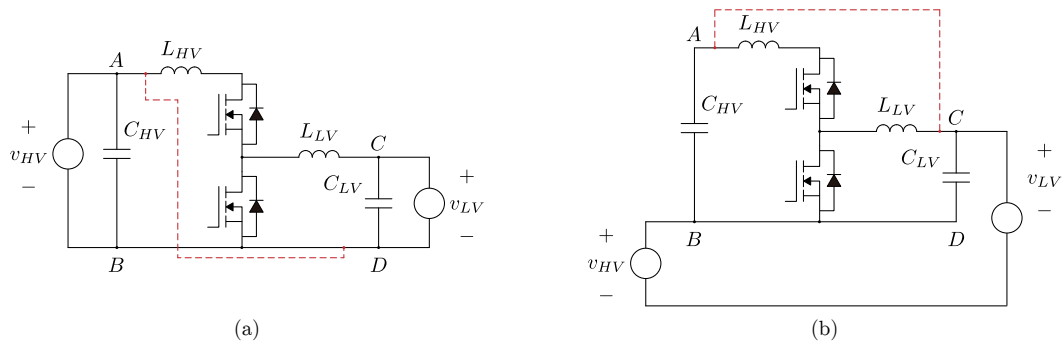 A
L_{HV}
+
v_{HV}
−
C_{HV}
L_{LV}
C
C_{LV}
+
v_{LV}
−
B
D
(a)
A
L_{HV}
C_{HV}
L_{LV}
C
C_{LV}
+
v_{LV}
−
B
D
+
v_{HV}
−
(b)